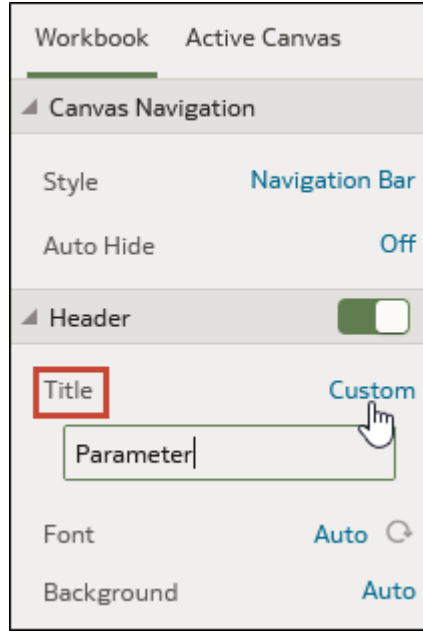 Workbook Active Canvas
Canvas Navigation
Style Navigation Bar
Auto Hide Off
Header
Title Custom
Parameter
Font Auto
Background Auto